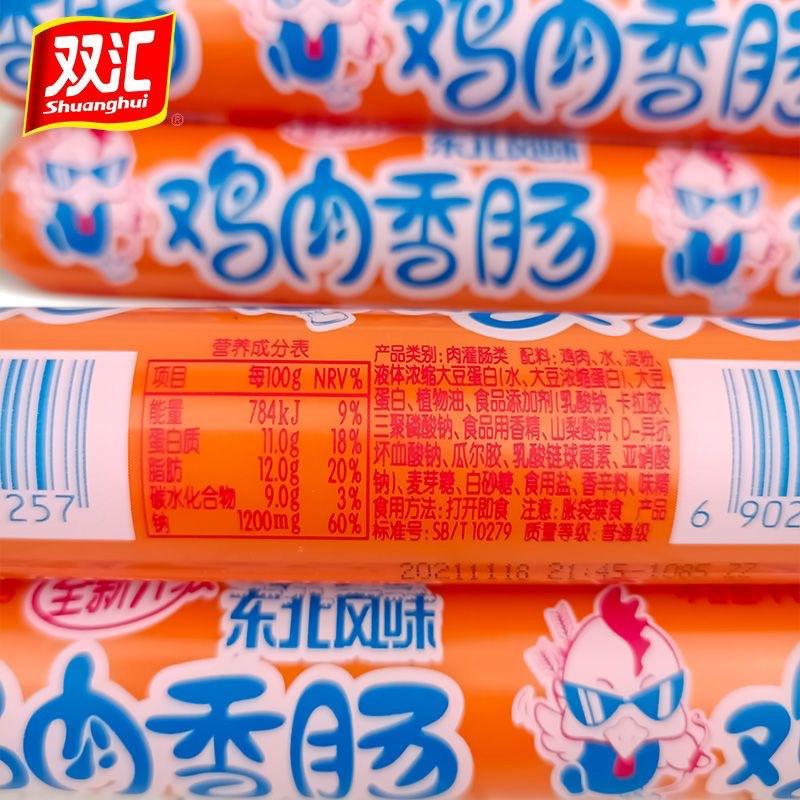 双汇
Shuanghui
®
鸡肉香肠
东北风味
鸡肉香肠
营养成分表
项目 每100g NRV%
能量 784kJ 9%
蛋白质 11.0g 18%
脂肪 12.0g 20%
碳水化合物 9.0g 3%
钠 1200mg 60%
产品类别:肉灌肠类 配料:鸡肉、水、淀粉、
液体浓缩大豆蛋白(水、大豆浓缩蛋白)、大豆
蛋白、植物油、食品添加剂(乳酸钠、卡拉胶、
三聚磷酸钠、食品用香精、山梨酸钾、D-异抗
坏血酸钠、瓜尔胶、乳酸链球菌素、亚硝酸
钠)、麦芽糖、白砂糖、食用盐、香辛料、味精
食用方法:打开即食 注意:胀袋禁食 产品
标准号:SB/T10279 质量等级:普通级
257
6 902
20211118 21:45-1085 ZZ
全新升级
东北风味
肉香肠
鸡